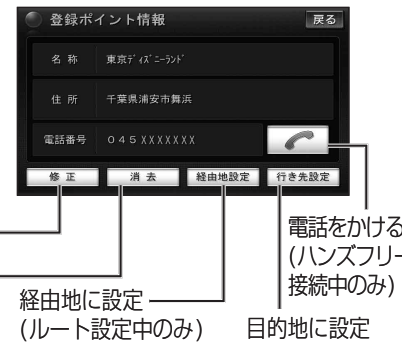 登録ポイント情報
戻る
名 称
東京ディズニーランド
住 所
千葉県浦安市舞浜
電話番号
045XXXXXXX
修 正
消 去
経由地設定
行き先設定
電話をかける
(ハンズフリー
接続中のみ)
経由地に設定
(ルート設定中のみ)
目的地に設定